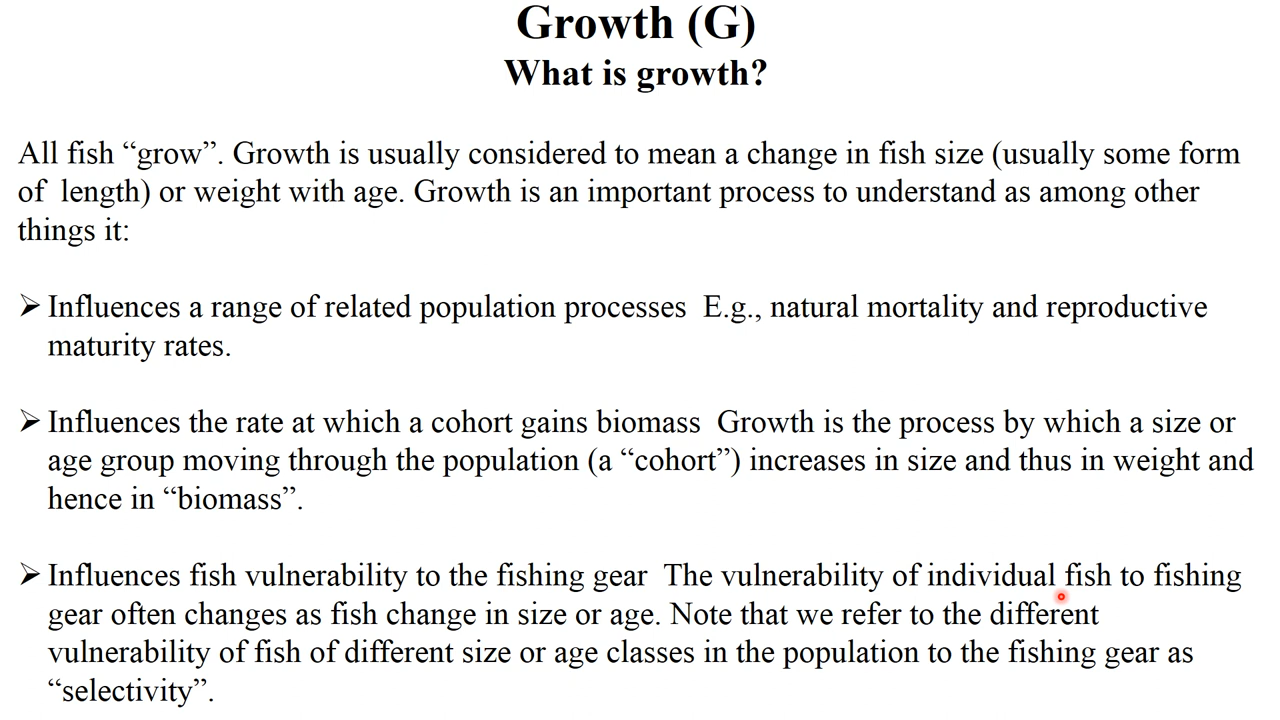 Growth (G)
What is growth?
All fish “grow”. Growth is usually considered to mean a change in fish size (usually some form
of  length) or weight with age. Growth is an important process to understand as among other
things it:
➢ Influences a range of related population processes  E.g., natural mortality and reproductive
maturity rates.
➢ Influences the rate at which a cohort gains biomass  Growth is the process by which a size or
age group moving through the population (a “cohort”) increases in size and thus in weight and
hence in “biomass”.
➢ Influences fish vulnerability to the fishing gear  The vulnerability of individual fish to fishing
gear often changes as fish change in size or age. Note that we refer to the different
vulnerability of fish of different size or age classes in the population to the fishing gear as
“selectivity”.